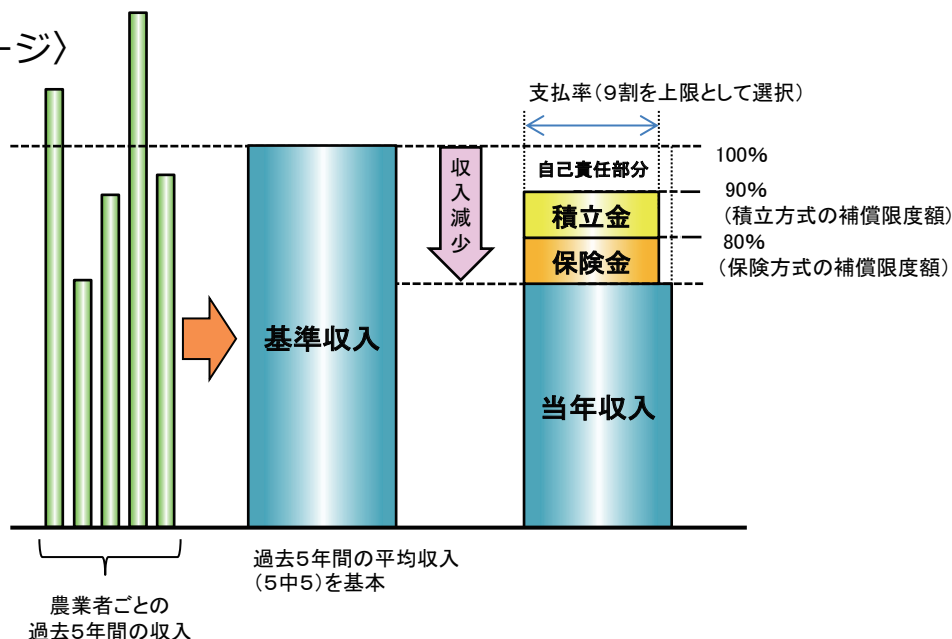 ージ〉
支払率（９割を上限として選択）
100%
自己責任部分
90%
（積立方式の補償限度額）
積立金
80%
（保険方式の補償限度額）
保険金
収入減少
基準収入
当年収入
過去５年間の平均収入
（５中５）を基本
農業者ごとの
過去５年間の収入